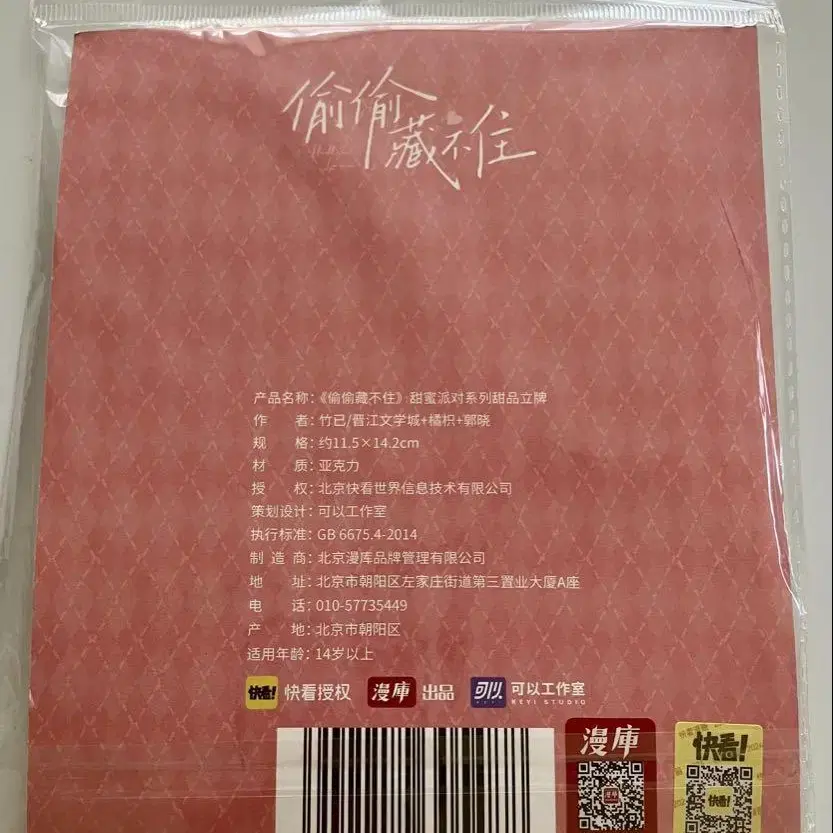 偷偷藏不住
产品名称:《偷偷藏不住》甜蜜派对系列甜品立牌
作 者:竹已/晋江文学城+橘枳+郭晓
规 格:约11.5×14.2cm
材 质:亚克力
授 权:北京快看世界信息技术有限公司
策划设计:可以工作室
执行标准:GB 6675.4-2014
制 造 商:北京漫库品牌管理有限公司
地 址:北京市朝阳区左家庄街道第三置业大厦A座
电 话:010-57735449
产 地:北京市朝阳区
适用年龄:14岁以上
快看! 快看授权 漫庫 出品 可以 KEYI 可以工作室
KEYI STUDIO
漫庫
快看!
漫庫
快看!